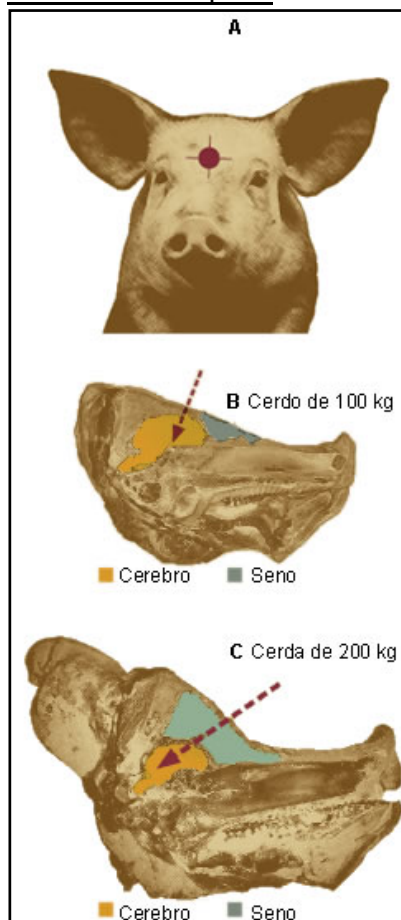 A
B Cerdo de 100 kg
Cerebro Seno
C Cerda de 200 kg
Cerebro Seno